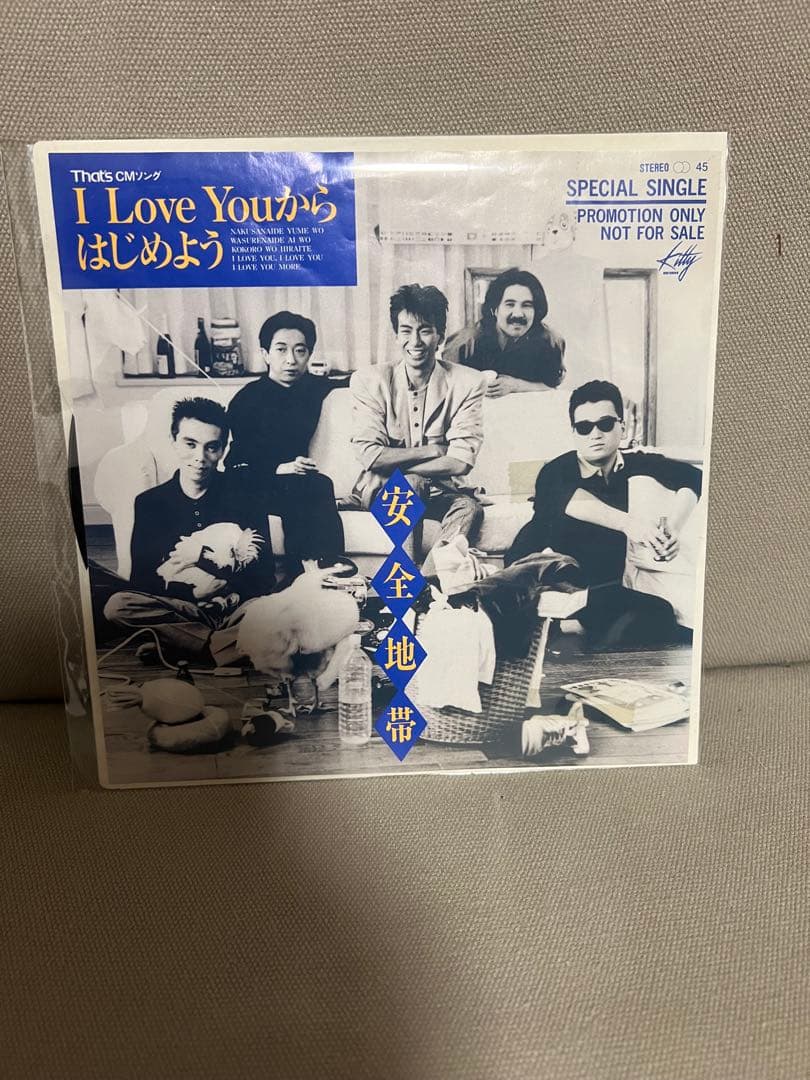 That's CMソング
I Love Youから
はじめよう
NAKISANAIDE YUME WO
WASURENAIDE AI WO
KOKORO WO HIRAITE
I LOVE YOU, I LOVE YOU
I LOVE YOU MORE
STEREO 45
SPECIAL SINGLE
PROMOTION ONLY
NOT FOR SALE
Kitty
安
全
地
帯